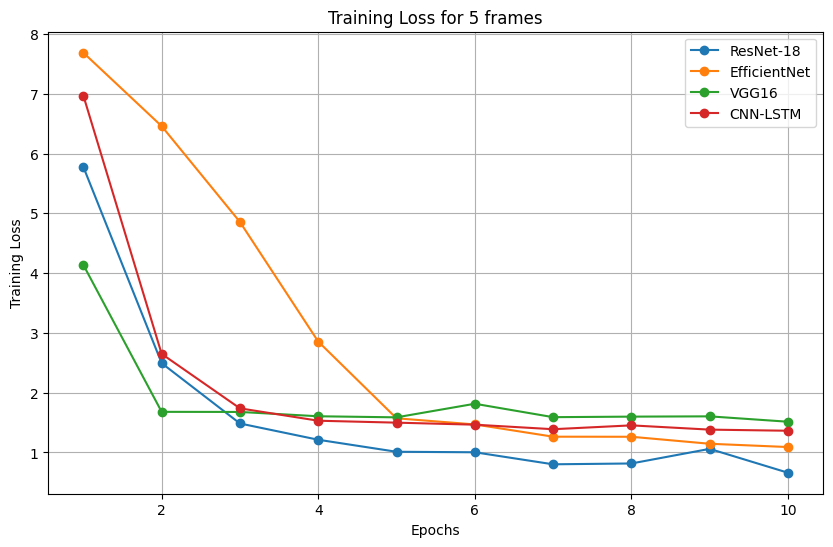 Training Loss for 5 frames
ResNet-18
EfficientNet
VGG16
CNN-LSTM
8
7
6
5
4
3
2
1
Training Loss
2 4 6 8 10
Epochs